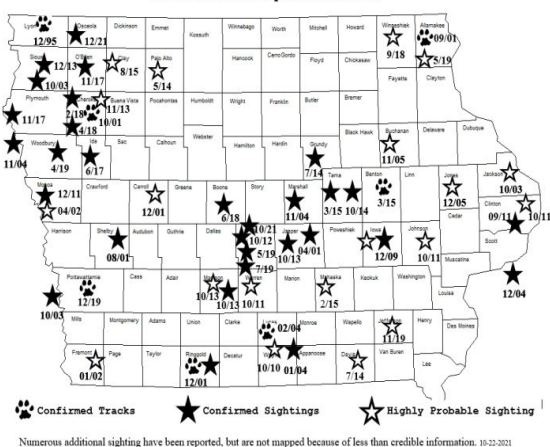 Lyon Osceola Dickinson Emmet Winnebago Worth Mitchell Howard Winneshiek Allamakee
Kossuth
12/95 12/21 9/18 09/01
Sioux O'Brien Clay Palo Alto Hancock Cerro Gordo Floyd Chickasaw
12/13 8/15 5/14 5/19
10/03 11/17 Fayette Clayton
Plymouth Cherokee Buena Vista Pocahontas Humboldt Wright Franklin Butler Bremer
11/17 2/18 11/13 10/01
4/18 Webster Black Hawk Buchanan Delaware Dubuque
Woodbury Ida Sac Calhoun Hamilton Hardin Grundy
11/04 4/19 6/17 7/14 11/05
Monona Crawford Carroll Greene Boone Story Marshall Tama Benton Linn Jones Jackson
12/11 04/02 12/01 6/18 11/04 3/15 10/14 3/15 12/05 10/03
Clinton
09/11 10/11
Cedar
Harrison Shelby Audubon Guthrie Dallas Jasper Poweshiek Iowa Johnson Scott
08/01 10/21 10/12 5/19 7/19 10/13 04/01 12/09 10/11
Muscatine
Pottawattamie Cass Adair Madison Warren Marion Mahaska Keokuk Washington
12/19 10/13 10/13 10/11 2/15 12/04
10/03 Louisa
Mills Montgomery Adams Union Clarke Lucas Monroe Wapello Jefferson Henry Des Moines
02/04 11/19
Fremont Page Taylor Ringgold Decatur Wayne Appanoose Davis Van Buren Lee
01/02 12/01 10/10 01/04 7/14
Confirmed Tracks Confirmed Sightings Highly Probable Sighting
Numerous additional sighting have been reported, but are not mapped because of less than credible information. 10-22-2021